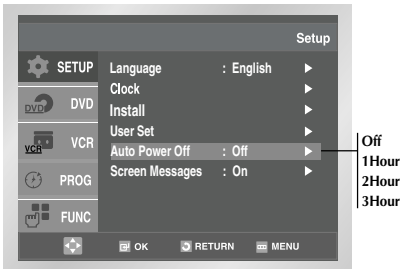 Setup
SETUP
DVD
DVD
VCR
VCR
PROG
FUNC
Language : English
Clock
Install
User Set
Auto Power Off : Off
Screen Messages : On
Off
1Hour
2Hour
3Hour
OK RETURN MENU